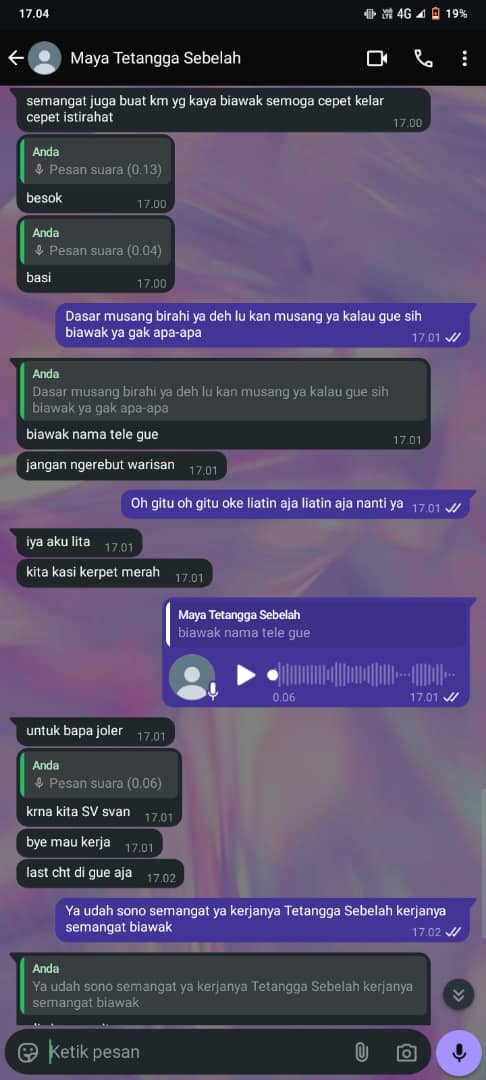 17.04
4G 19%
Maya Tetangga Sebelah
semangat juga buat km yg kaya biawak semoga cepet kelar
cepet istirahat
17.00
Anda
Pesan suara (0.13)
besok
17.00
Anda
Pesan suara (0.04)
basi
17.00
Dasar musang birahi ya deh lu kan musang ya kalau gue sih
biawak ya gak apa-apa
17.01
Anda
Dasar musang birahi ya deh lu kan musang ya kalau gue sih
biawak ya gak apa-apa
biawak nama tele gue
17.01
jangan ngerebut warisan 17.01
Oh gitu oh gitu oke liatin aja liatin aja nanti ya 17.01
iya aku lita 17.01
kita kasi kerpet merah 17.01
Maya Tetangga Sebelah
biawak nama tele gue
0.06 17.01
untuk bapa joler 17.01
Anda
Pesan suara (0.06)
krna kita SV svan 17.01
bye mau kerja 17.01
last cht di gue aja 17.02
Ya udah sono semangat ya kerjanya Tetangga Sebelah kerjanya
semangat biawak
17.02
Anda
Ya udah sono semangat ya kerjanya Tetangga Sebelah kerjanya
semangat biawak
Ketik pesan